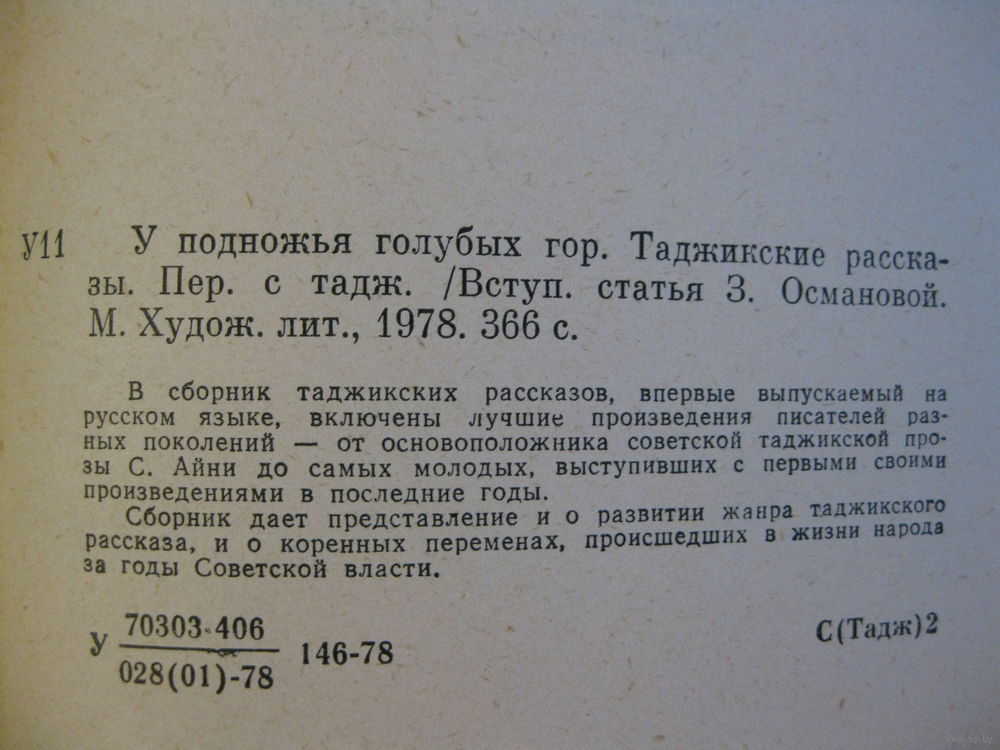 У11 У подножья голубых гор. Таджикские расска-
зы. Пер. с тадж. /Вступ. статья З. Османовой.
М. Худож. лит., 1978. 366 с.
В сборник таджикских рассказов, впервые выпускаемый на
русском языке, включены лучшие произведения писателей раз-
ных поколений — от основоположника советской таджикской про-
зы С. Айни до самых молодых, выступивших с первыми своими
произведениями в последние годы.
Сборник дает представление и о развитии жанра таджикского
рассказа, и о коренных переменах, происшедших в жизни народа
за годы Советской власти.
У 70303-406
028(01)-78 146-78
С(Тадж)2
www.ay.by